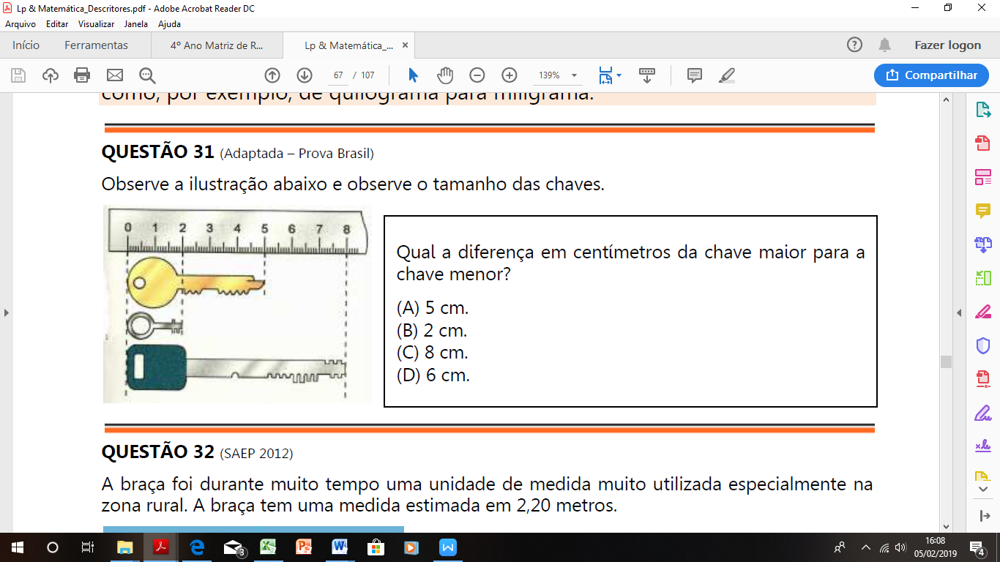 Lp & Matemática_Descritores.pdf - Adobe Acrobat Reader DC
Arquivo Editar Visualizar Janela Ajuda
Início Ferramentas 4º Ano Matriz de R... Lp & Matemática_... Fazer logon
67 / 107 139% Compartilhar
como, por exemplo, de quilograma para miligrama.
QUESTÃO 31 (Adaptada – Prova Brasil)
Observe a ilustração abaixo e observe o tamanho das chaves.
0 1 2 3 4 5 6 7 8
Qual a diferença em centímetros da chave maior para a
chave menor?
(A) 5 cm.
(B) 2 cm.
(C) 8 cm.
(D) 6 cm.
QUESTÃO 32 (SAEP 2012)
A braça foi durante muito tempo uma unidade de medida muito utilizada especialmente na
zona rural. A braça tem uma medida estimada em 2,20 metros.
3
16:08
05/02/2019
4